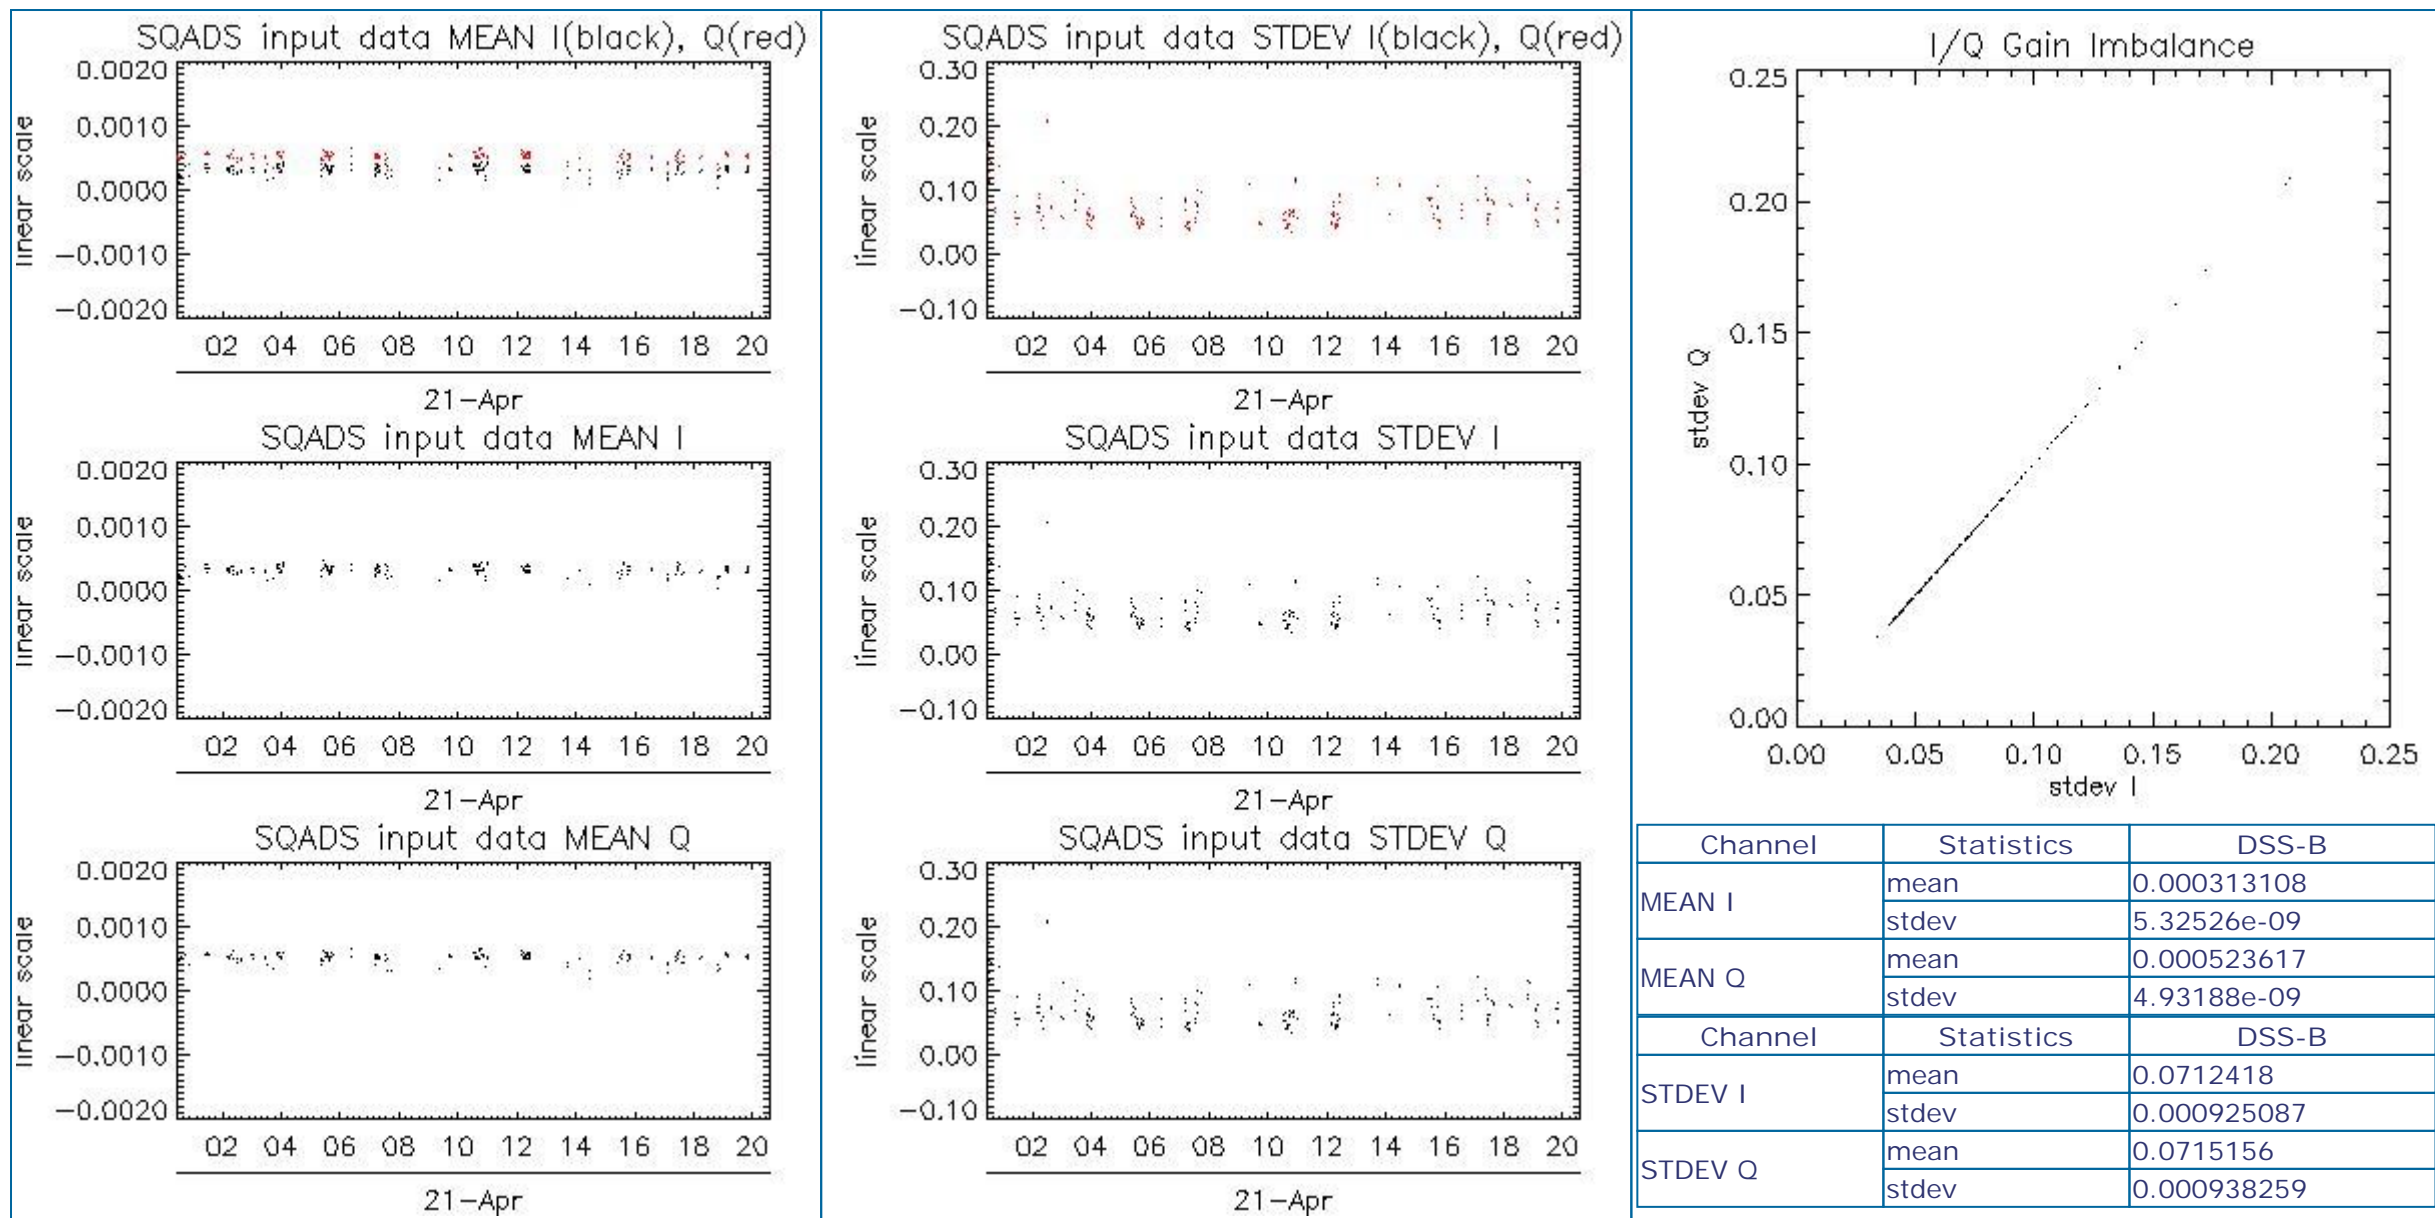 SQADS input data MEAN I(black), Q(red)
0.0020
0.0010
0.0000
−0.0010
−0.0020
linear scale
02 04 06 08 10 12 14 16 18 20
21−Apr
SQADS input data MEAN I
0.0020
0.0010
0.0000
−0.0010
−0.0020
linear scale
02 04 06 08 10 12 14 16 18 20
21−Apr
SQADS input data MEAN Q
0.0020
0.0010
0.0000
−0.0010
−0.0020
linear scale
02 04 06 08 10 12 14 16 18 20
21−Apr
SQADS input data STDEV I(black), Q(red)
0.30
0.20
0.10
0.00
−0.10
linear scale
02 04 06 08 10 12 14 16 18 20
21−Apr
SQADS input data STDEV I
0.30
0.20
0.10
0.00
−0.10
linear scale
02 04 06 08 10 12 14 16 18 20
21−Apr
SQADS input data STDEV Q
0.30
0.20
0.10
0.00
−0.10
linear scale
02 04 06 08 10 12 14 16 18 20
21−Apr
I/Q Gain Imbalance
0.25
0.20
0.15
0.10
0.05
0.00
stdev Q
0.00 0.05 0.10 0.15 0.20 0.25
stdev I
Channel Statistics DSS-B
MEAN I mean 0.000313108
stdev 5.32526e-09
MEAN Q mean 0.000523617
stdev 4.93188e-09
Channel Statistics DSS-B
STDEV I mean 0.0712418
stdev 0.000925087
STDEV Q mean 0.0715156
stdev 0.000938259